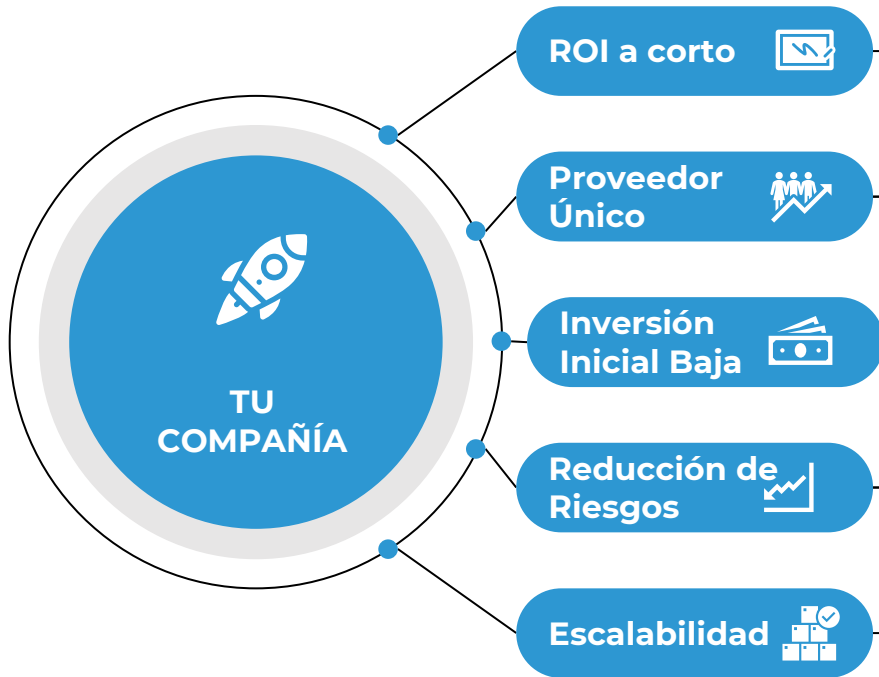 ROI a corto
Proveedor
Único
Inversión
Inicial Baja
TU
COMPAÑÍA
Reducción de
Riesgos
Escalabilidad